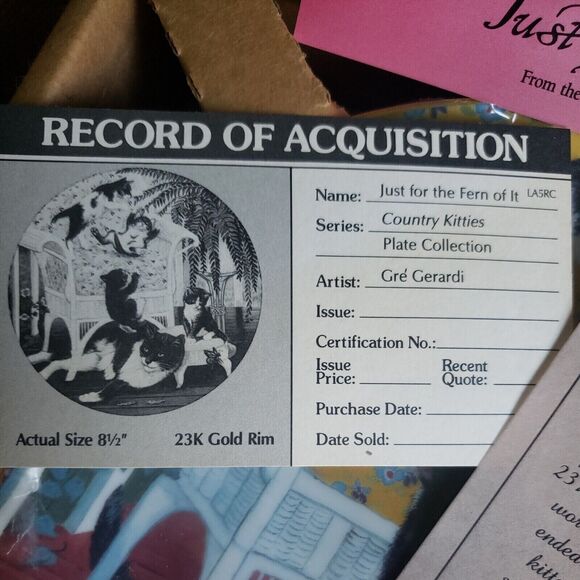 Just
From the
RECORD OF ACQUISITION
Name: Just for the Fern of It LA5RC
Series: Country Kitties
Plate Collection
Artist: Gré Gerardi
Issue:
Certification No.:
Issue Price: Recent Quote:
Purchase Date:
Date Sold:
Actual Size 8½" 23K Gold Rim
endea
kitt